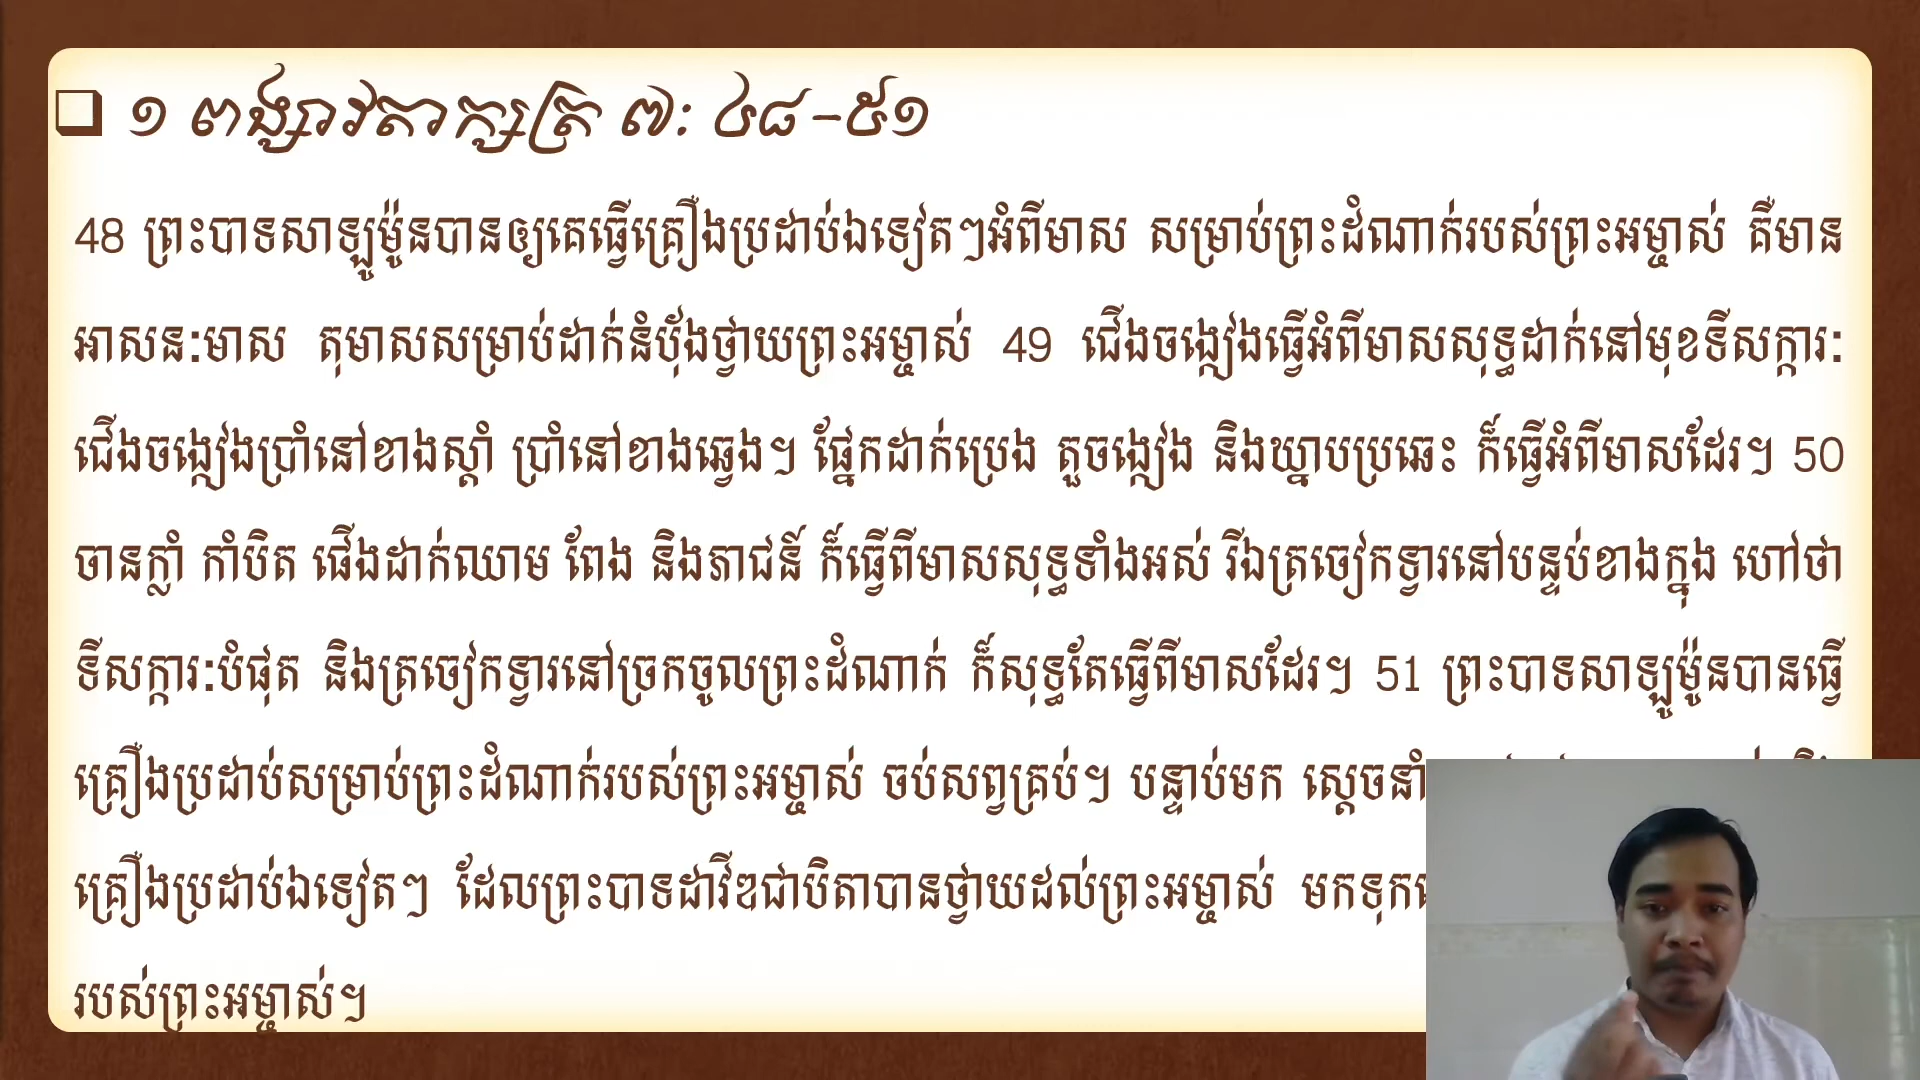 ១ ពង្សាវតាក្សត្រ ៧: ៤៨-៥១
48 ព្រះបាទសាឡូម៉ូនបានឲ្យគេធ្វើគ្រឿងប្រដាប់ឯទៀតៗអំពីមាស សម្រាប់ព្រះដំណាក់របស់ព្រះអម្ចាស់ គឺមាន
អាសនៈមាស តុមាសសម្រាប់ដាក់នំប៉័ងថ្វាយព្រះអម្ចាស់ 49 ជើងចង្កៀងធ្វើអំពីមាសសុទ្ធដាក់នៅមុខទីសក្ការៈ
ជើងចង្កៀងប្រាំនៅខាងស្ដាំ ប្រាំនៅខាងឆ្វេង។ ផ្នែកដាក់ប្រេង តួចង្កៀង និងឃ្នាបប្រឆេះ ក៏ធ្វើអំពីមាសដែរ។ 50
ចានក្លាំ កាំបិត ផើងដាក់ឈាម ពែង និងភាជន៍ ក៏ធ្វើពីមាសសុទ្ធទាំងអស់ រីឯត្រចៀកទ្វារនៅបន្ទប់ខាងក្នុង ហៅថា
ទីសក្ការៈបំផុត និងត្រចៀកទ្វារនៅច្រកចូលព្រះដំណាក់ ក៏សុទ្ធតែធ្វើពីមាសដែរ។ 51 ព្រះបាទសាឡូម៉ូនបានធ្វើ
គ្រឿងប្រដាប់សម្រាប់ព្រះដំណាក់របស់ព្រះអម្ចាស់ ចប់សព្វគ្រប់។ បន្ទាប់មក ស្ដេចនាំ
គ្រឿងប្រដាប់ឯទៀតៗ ដែលព្រះបាទដាវីឌជាបិតាបានថ្វាយដល់ព្រះអម្ចាស់ មកទុក
របស់ព្រះអម្ចាស់។